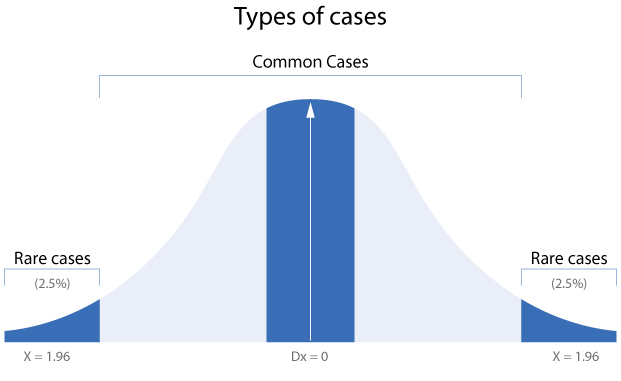 Types of cases
Common Cases
Rare cases
(2.5%)
Rare cases
(2.5%)
X = 1.96
Dx = 0
X = 1.96